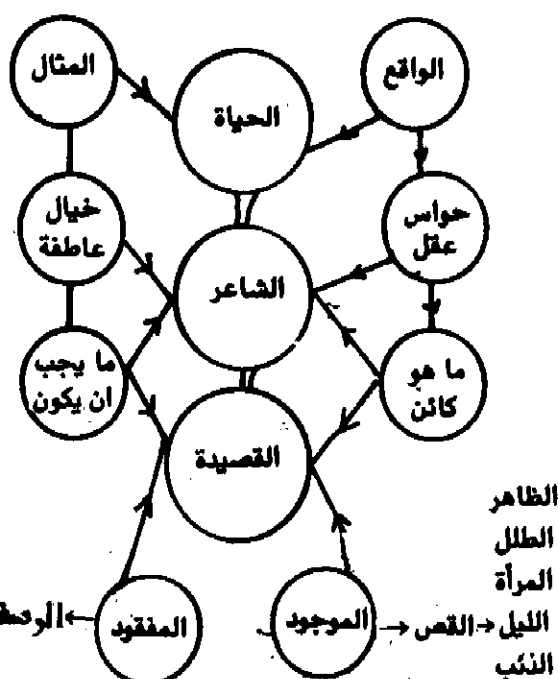 الواقع
المثال
الحياة
حواس
عقل
خيال
عاطفة
الشاعر
ما هو
كائن
ما يجب
ان يكون
القصيدة
الظاهر
الطلل
المرأة
الليل ← القص ← الموجود
الذئب
المفقود ←